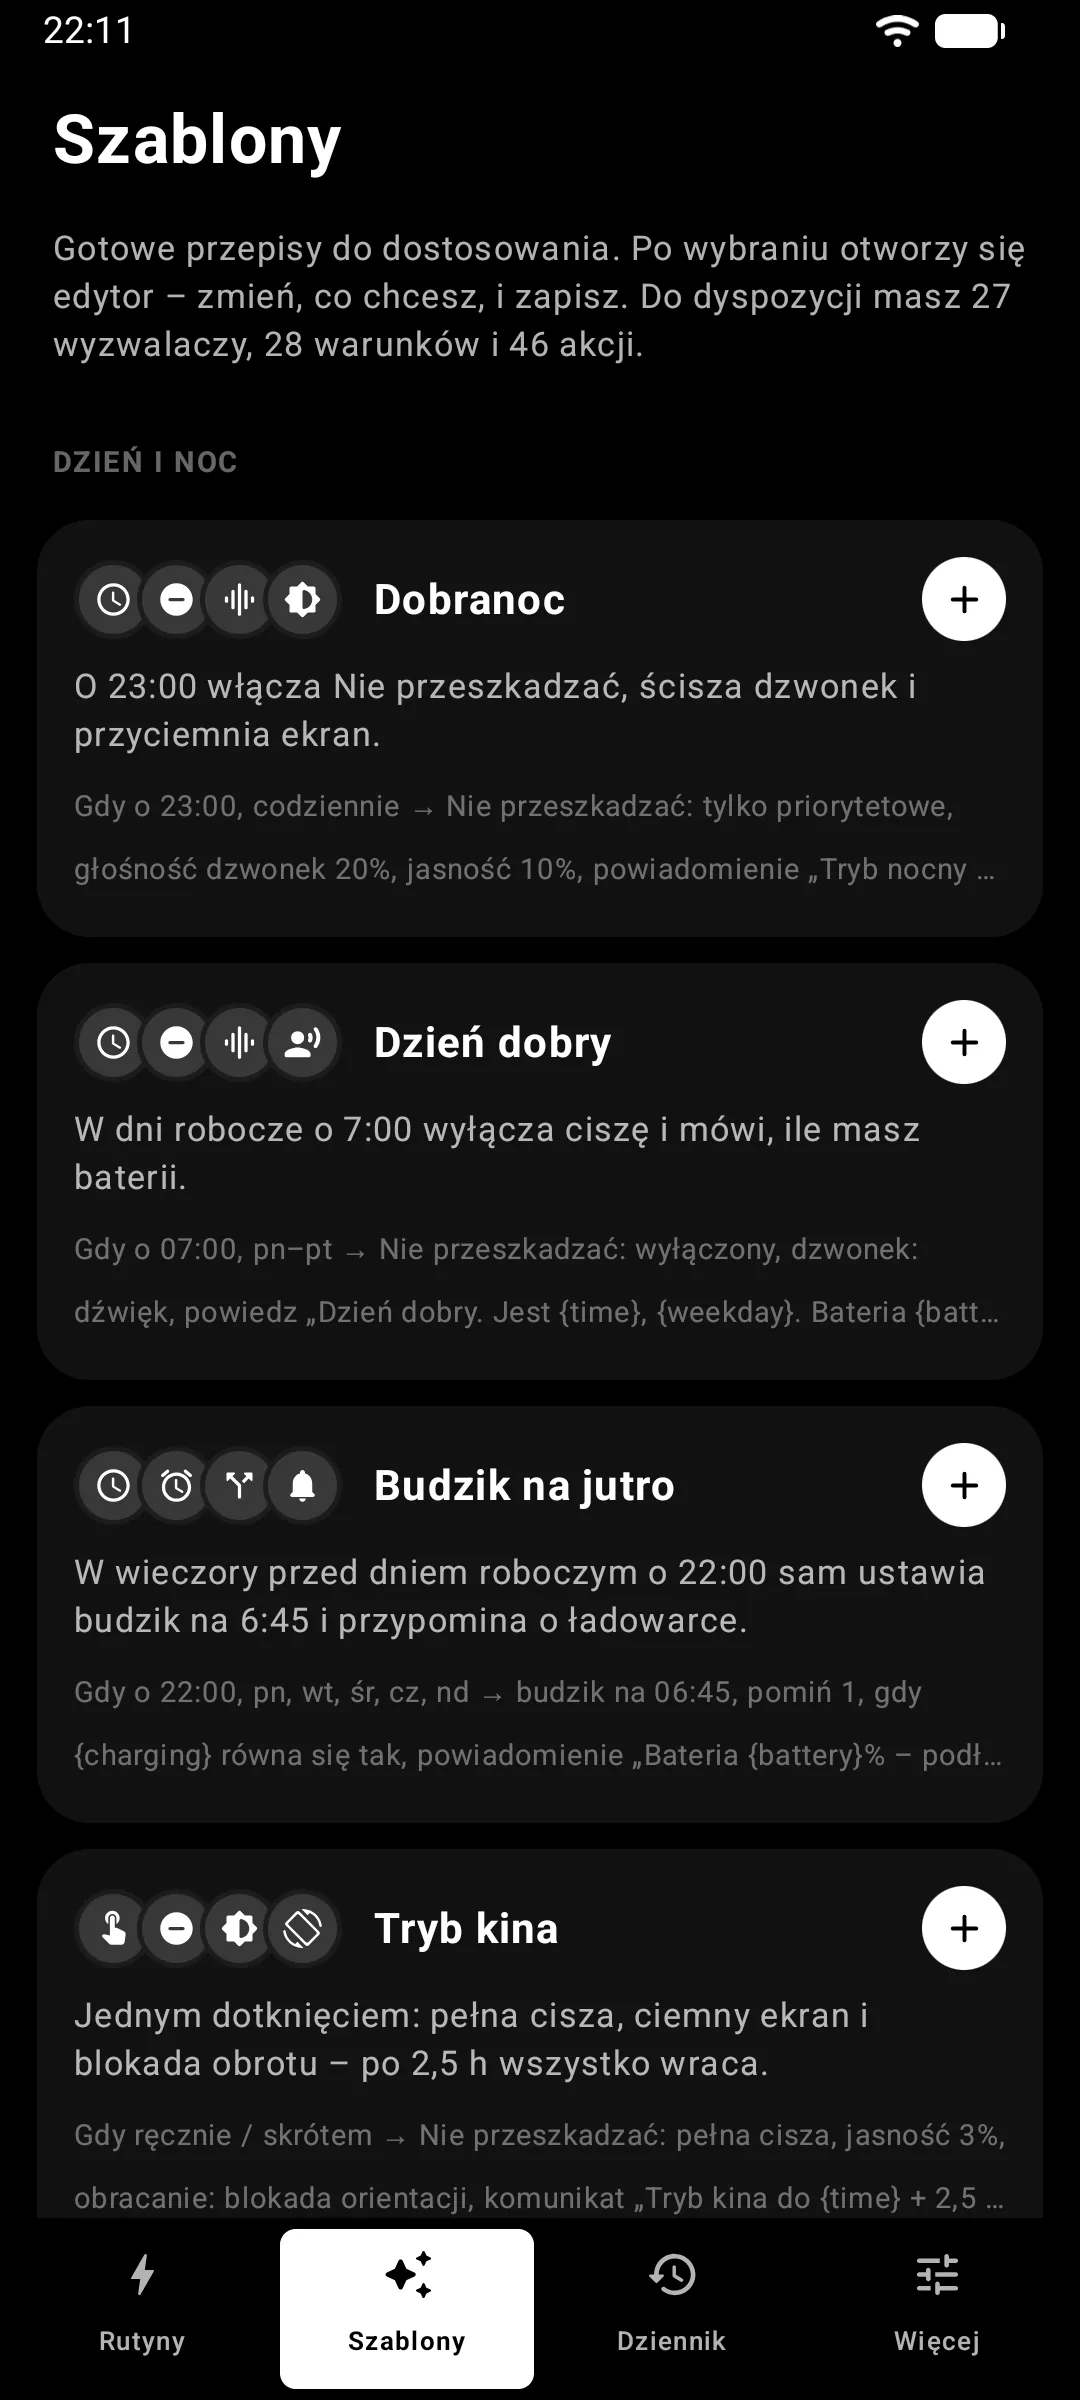 22:11
Szablony
Gotowe przepisy do dostosowania. Po wybraniu otworzy się
edytor – zmień, co chcesz, i zapisz. Do dyspozycji masz 27
wyzwalaczy, 28 warunków i 46 akcji.
DZIEŃ I NOC
Dobranoc
O 23:00 włącza Nie przeszkadzać, ścisza dzwonek i
przyciemnia ekran.
Gdy o 23:00, codziennie → Nie przeszkadzać: tylko priorytetowe,
głośność dzwonek 20%, jasność 10%, powiadomienie „Tryb nocny …
Dzień dobry
W dni robocze o 7:00 wyłącza ciszę i mówi, ile masz
baterii.
Gdy o 07:00, pn–pt → Nie przeszkadzać: wyłączony, dzwonek:
dźwięk, powiedz „Dzień dobry. Jest {time}, {weekday}. Bateria {batt…
Budzik na jutro
W wieczory przed dniem roboczym o 22:00 sam ustawia
budzik na 6:45 i przypomina o ładowarce.
Gdy o 22:00, pn, wt, śr, cz, nd → budzik na 06:45, pomiń 1, gdy
{charging} równa się tak, powiadomienie „Bateria {battery}% – podł…
Tryb kina
Jednym dotknięciem: pełna cisza, ciemny ekran i
blokada obrotu – po 2,5 h wszystko wraca.
Gdy ręcznie / skrótem → Nie przeszkadzać: pełna cisza, jasność 3%,
obracanie: blokada orientacji, komunikat „Tryb kina do {time} + 2,5 …
Rutyny
Szablony
Dziennik
Więcej